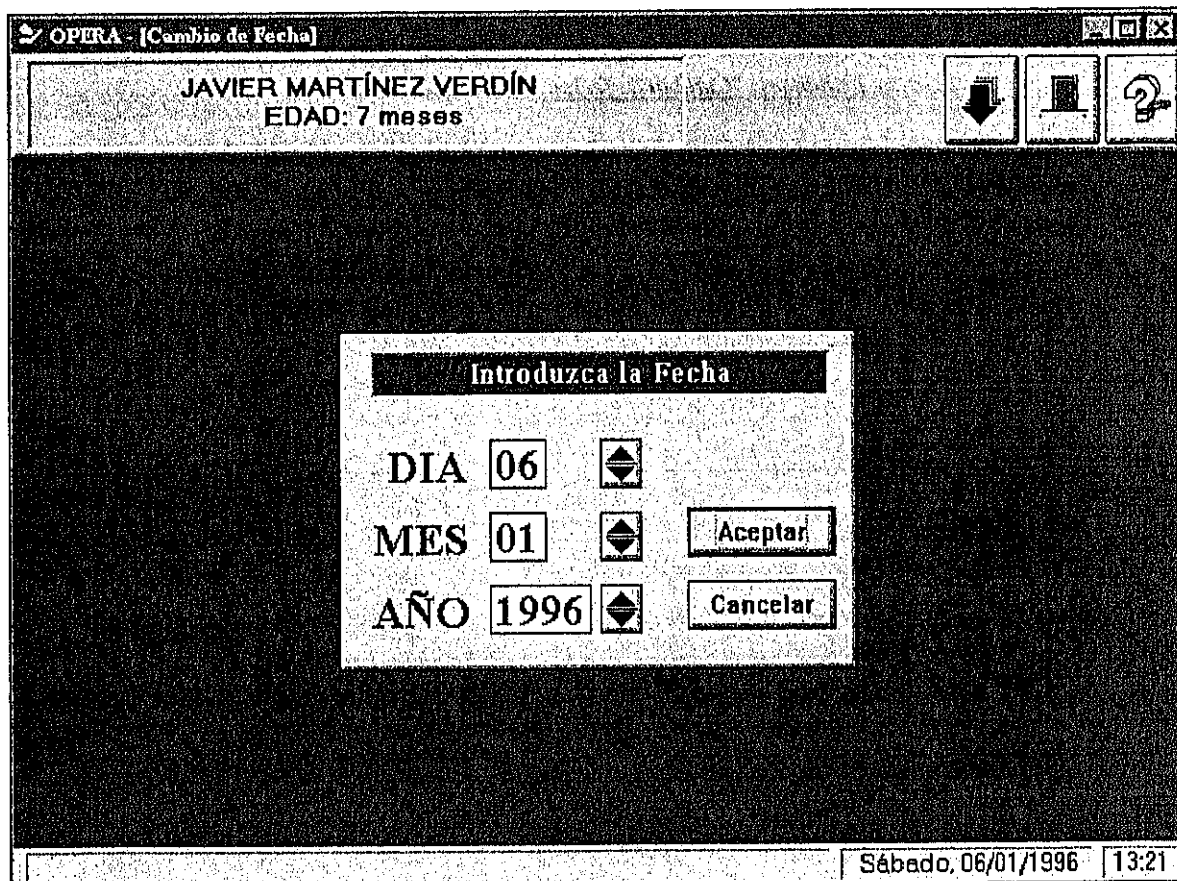 OPERA - [Cambio de Fecha]
JAVIER MARTÍNEZ VERDÍN
EDAD: 7 meses
Introduzca la Fecha
DIA 06
MES 01
Aceptar
AÑO 1996
Cancelar
Sábado, 06/01/1996 13:21